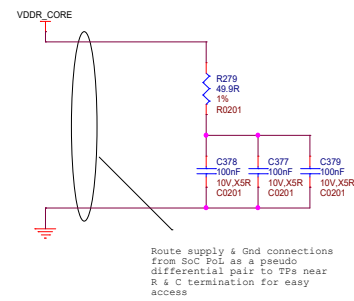 VDDR_CORE
R279
49.9R
1%
R0201
C378
100nF
10V,X5R
C0201
C377
100nF
10V,X5R
C0201
C379
100nF
10V,X5R
C0201
Route supply & Gnd connections
from SoC PoL as a pseudo
differential pair to TPs near
R & C termination for easy
access